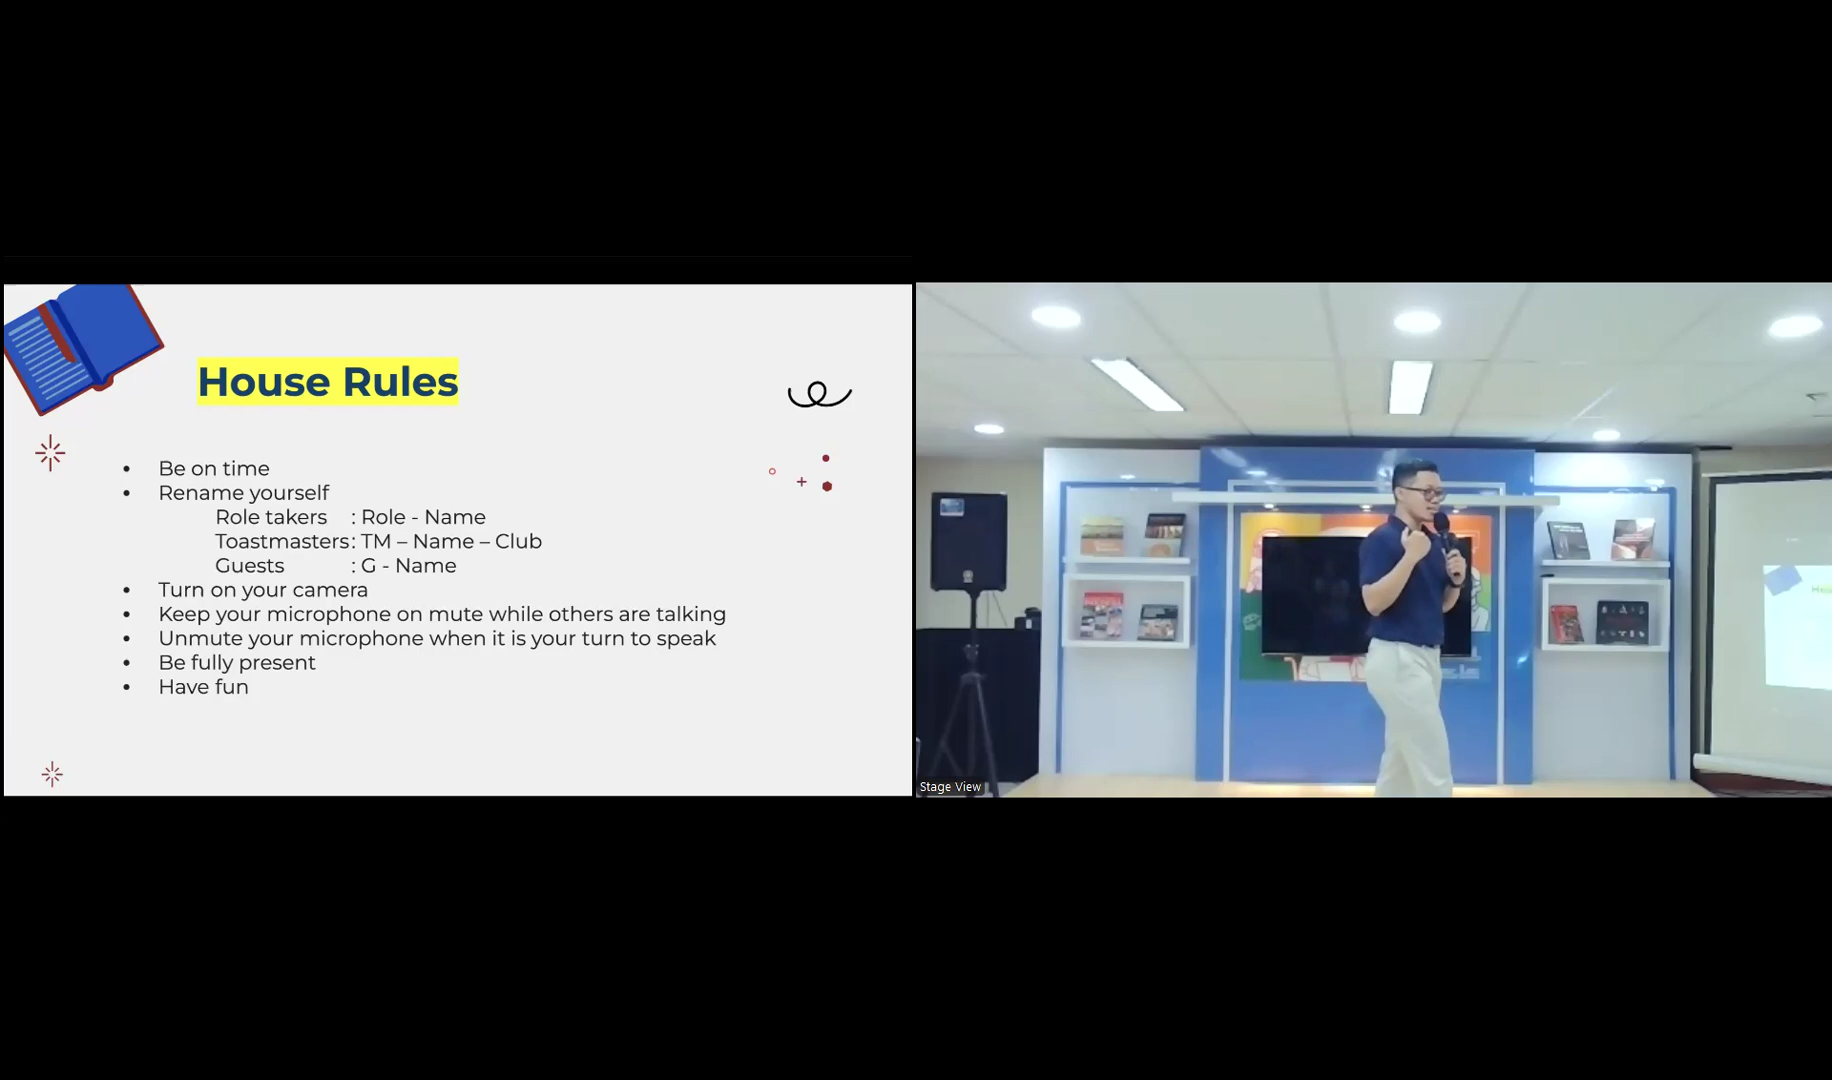 House Rules
• Be on time
• Rename yourself
Role takers : Role - Name
Toastmasters : TM – Name – Club
Guests : G - Name
• Turn on your camera
• Keep your microphone on mute while others are talking
• Unmute your microphone when it is your turn to speak
• Be fully present
• Have fun
Stage View